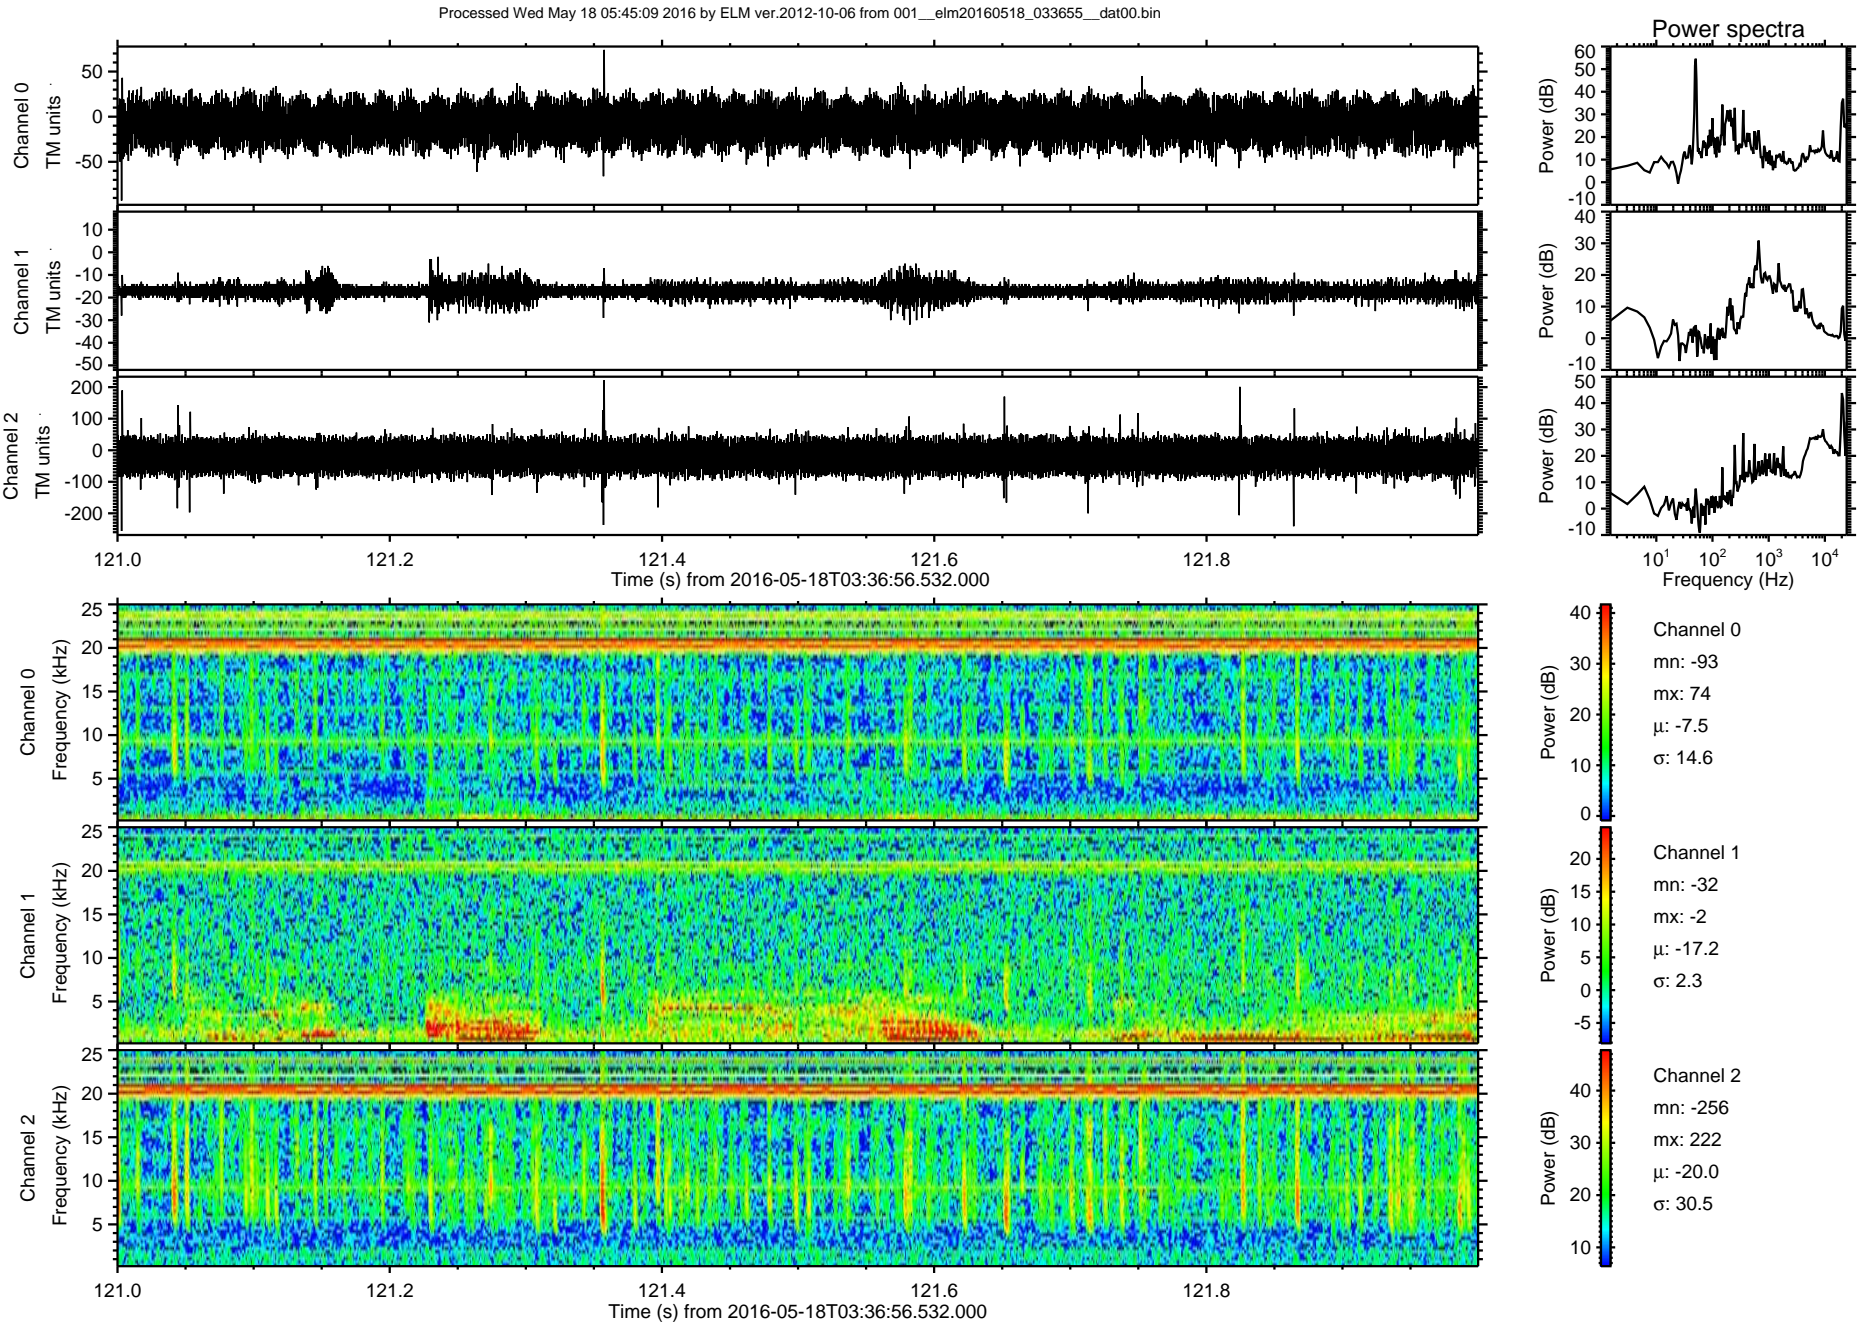 Processed Wed May 18 05:45:09 2016 by ELM ver.2012-10-06 from 001__elm20160518_033655__dat00.bin
Power spectra
Channel 0
TM units
50
0
-50
Power (dB)
60
50
40
30
20
10
0
-10
Channel 1
TM units
10
0
-10
-20
-30
-40
-50
Power (dB)
40
30
20
10
0
-10
Channel 2
TM units
200
100
0
-100
-200
Power (dB)
50
40
30
20
10
0
-10
121.0 121.2 121.4 121.6 121.8
Time (s) from 2016-05-18T03:36:56.532.000
10¹ 10² 10³ 10⁴
Frequency (Hz)
Channel 0
Frequency (kHz)
25
20
15
10
5
Power (dB)
40
30
20
10
0
Channel 0
mn: -93
mx: 74
μ: -7.5
σ: 14.6
Channel 1
Frequency (kHz)
25
20
15
10
5
Power (dB)
20
15
10
5
0
-5
Channel 1
mn: -32
mx: -2
μ: -17.2
σ: 2.3
Channel 2
Frequency (kHz)
25
20
15
10
5
Power (dB)
40
30
20
10
Channel 2
mn: -256
mx: 222
μ: -20.0
σ: 30.5
121.0 121.2 121.4 121.6 121.8
Time (s) from 2016-05-18T03:36:56.532.000